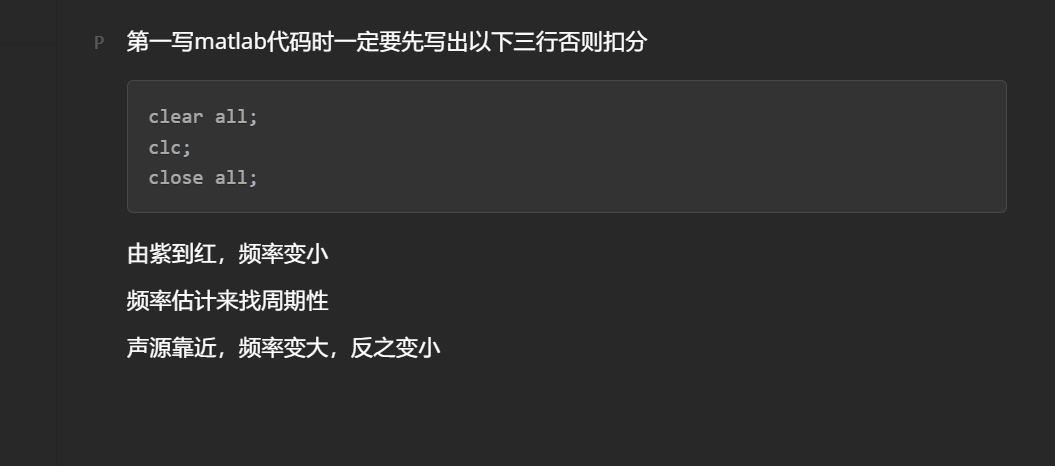 P
第一写matlab代码时一定要先写出以下三行否则扣分
clear all;
clc;
close all;
由紫到红，频率变小
频率估计来找周期性
声源靠近，频率变大，反之变小